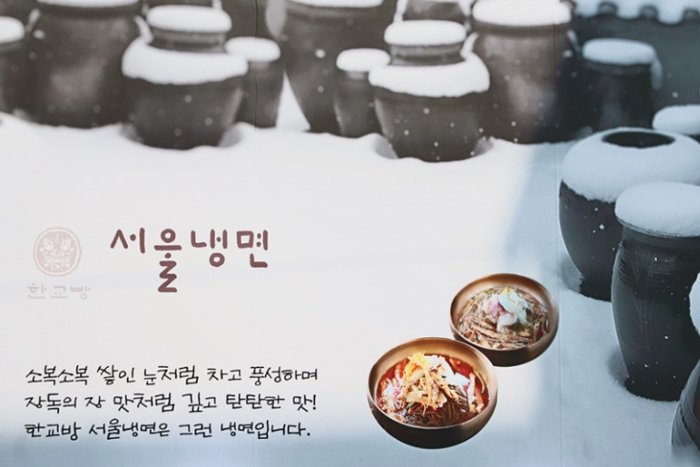 서울냉면
한교방
소복소복 쌓인 눈처럼 차고 풍성하며
장독의 장 맛처럼 깊고 탄탄한 맛!
한교방 서울냉면은 그런 냉면입니다.